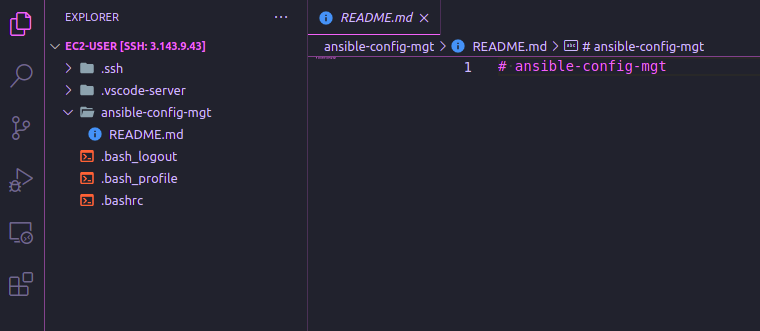 EXPLORER
EC2-USER [SSH: 3.143.9.43]
.ssh
.vscode-server
ansible-config-mgt
README.md
.bash_logout
.bash_profile
.bashrc
README.md
ansible-config-mgt > README.md > # ansible-config-mgt
1 # ansible-config-mgt